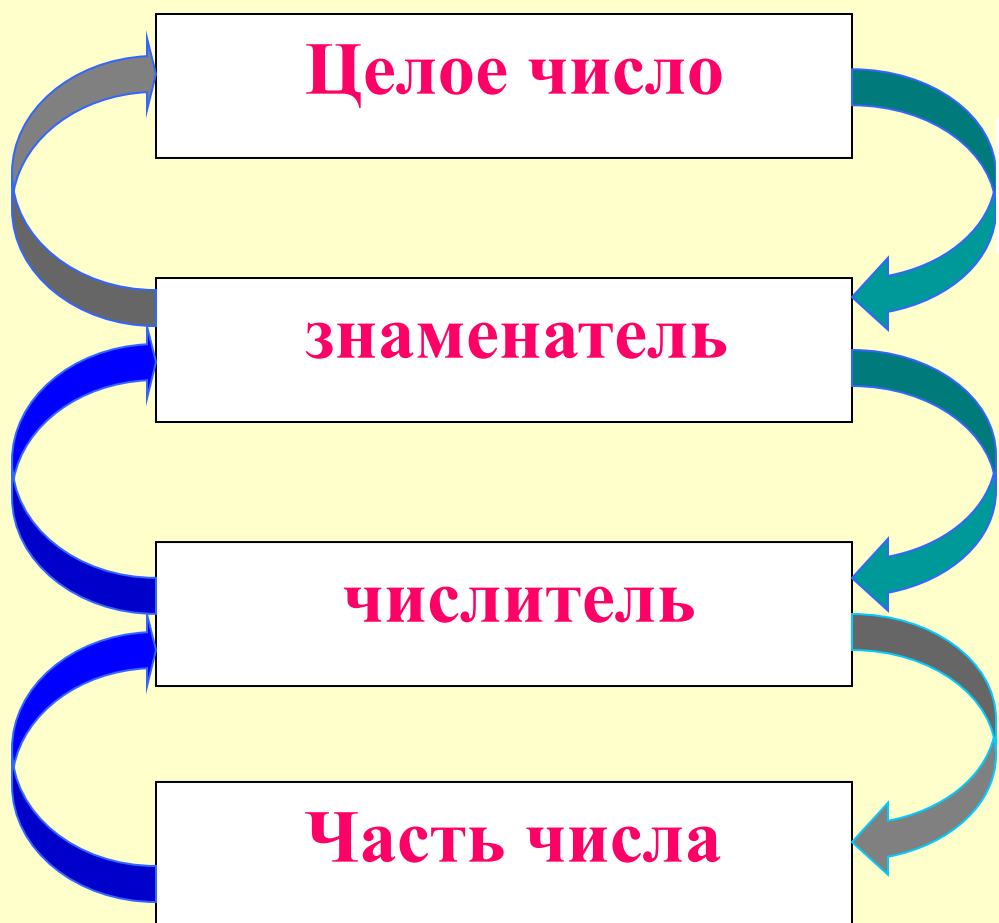 Целое число
знаменатель
числитель
Часть числа